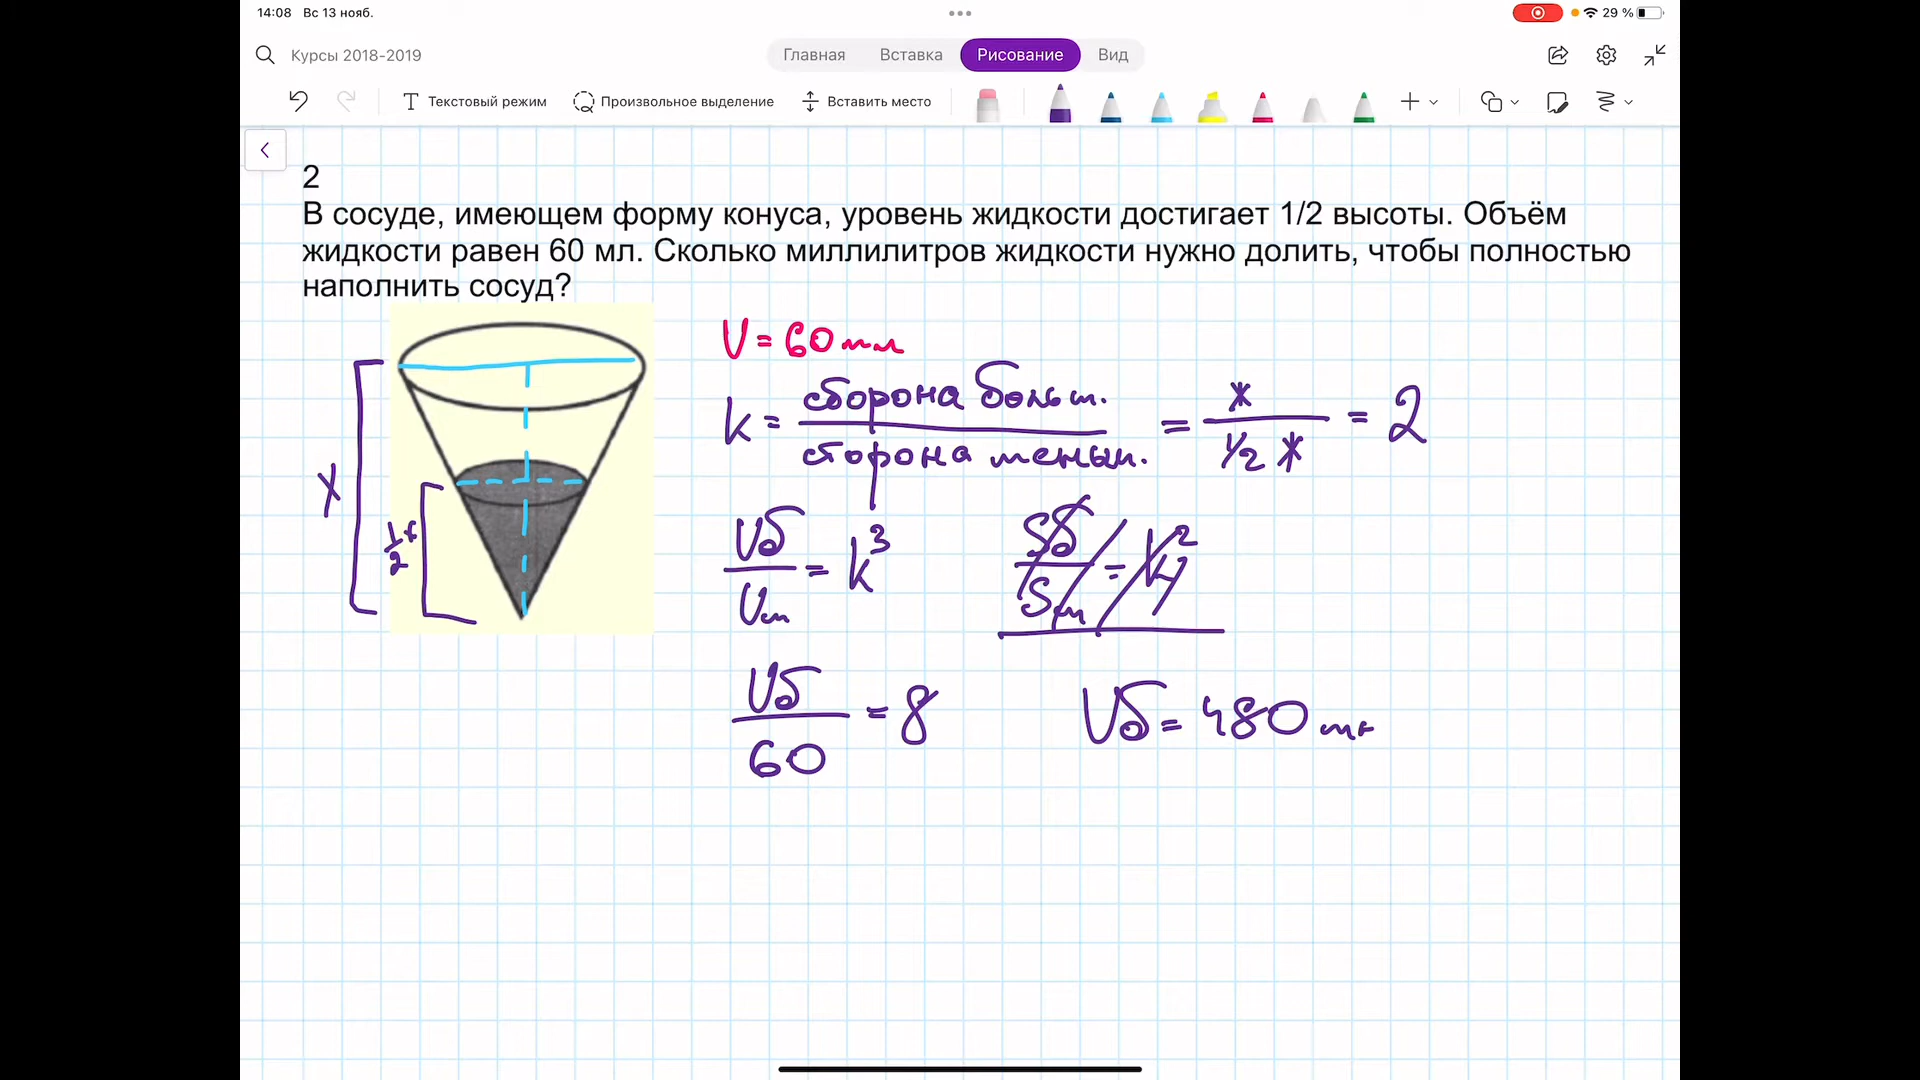 14:08 Вс 13 нояб.
29 %
Курсы 2018-2019
Главная Вставка Рисование Вид
Текстовый режим Произвольное выделение Вставить место
2
В сосуде, имеющем форму конуса, уровень жидкости достигает 1/2 высоты. Объём
жидкости равен 60 мл. Сколько миллилитров жидкости нужно долить, чтобы полностью
наполнить сосуд?
V = 60 мл
k = сторона больш. / сторона меньш. = x / 1/2 x = 2
x
1/2 x
Vб / Vм = k³
Sб / Sм = k²
Vб / 60 = 8
Vб = 480 мл